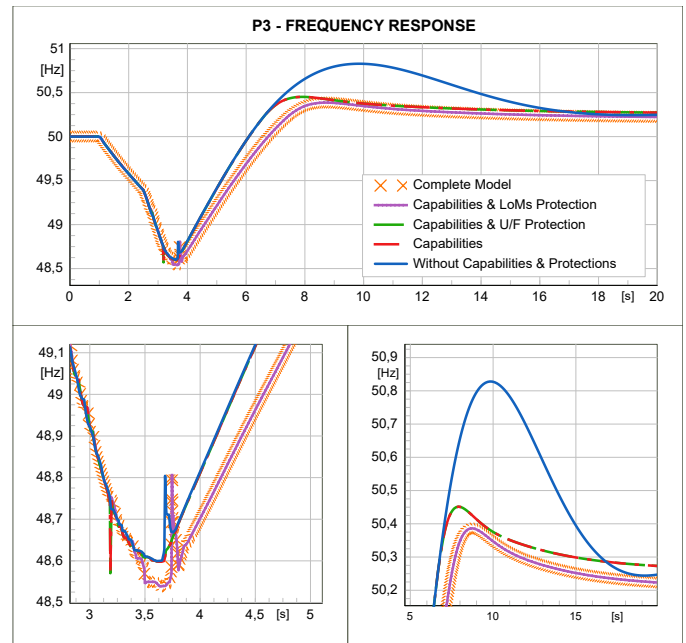 P3 - FREQUENCY RESPONSE
51
[Hz]
50,5
50
49,5
49
48,5
0 2 4 6 8 10 12 14 16 18 [s] 20
Complete Model
Capabilities & LoMs Protection
Capabilities & U/F Protection
Capabilities
Without Capabilities & Protections
49,1
[Hz]
49
48,9
48,8
48,7
48,6
48,5
3 3,5 4 4,5 [s] 5
50,9
[Hz]
50,8
50,7
50,6
50,5
50,4
50,3
50,2
5 10 15 [s]